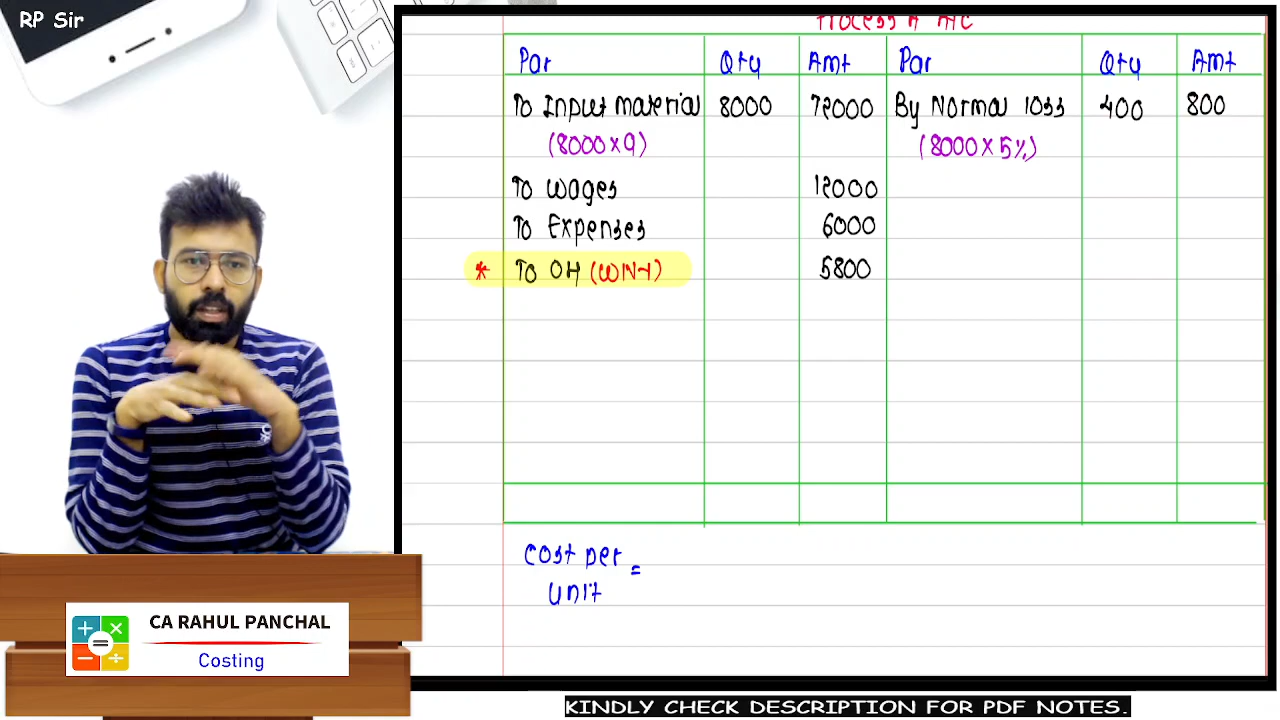 RP Sir
Process A A/C
Par Qty Amt Par Qty Amt
To Input material 8000 72000 By Normal loss 400 800
(8000×9) (8000×5%)
To Wages 12000
To Expenses 6000
* To OH (WN-1) 5800
Cost per unit =
CA RAHUL PANCHAL
Costing
KINDLY CHECK DESCRIPTION FOR PDF NOTES.